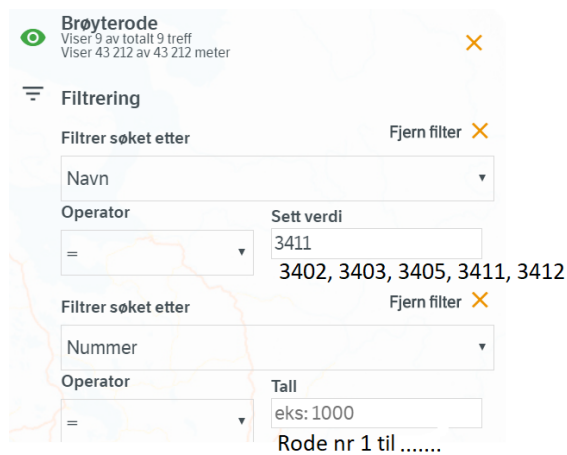 Brøyterode
Viser 9 av totalt 9 treff
Viser 43 212 av 43 212 meter
Filtrering
Filtrer søket etter Fjern filter
Navn
Operator Sett verdi
= 3411
3402, 3403, 3405, 3411, 3412
Filtrer søket etter Fjern filter
Nummer
Operator Tall
= eks: 1000
Rode nr 1 til .......